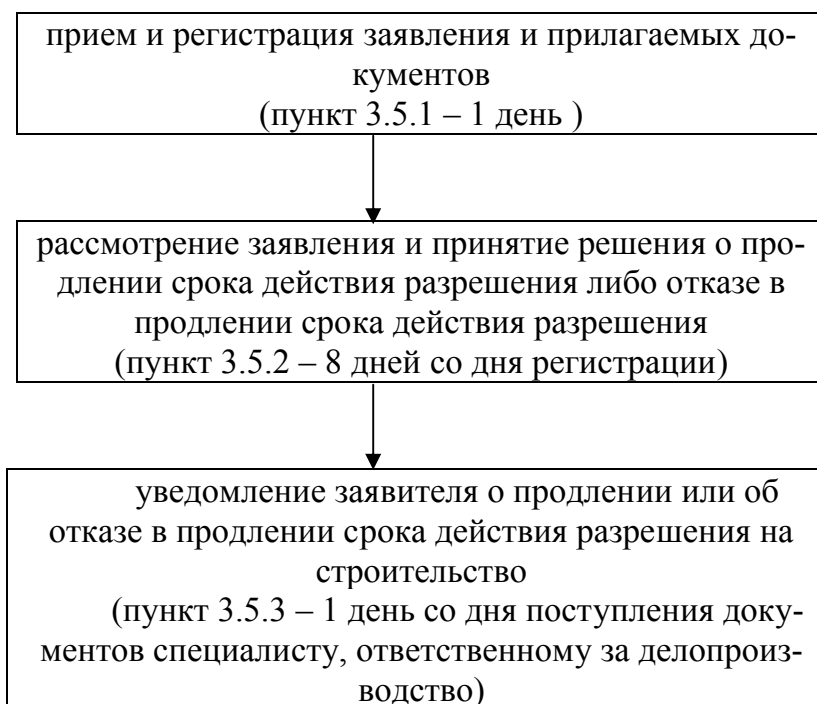 прием и регистрация заявления и прилагаемых до-
кументов
(пункт 3.5.1 – 1 день )
рассмотрение заявления и принятие решения о про-
длении срока действия разрешения либо отказе в
продлении срока действия разрешения
(пункт 3.5.2 – 8 дней со дня регистрации)
уведомление заявителя о продлении или об
отказе в продлении срока действия разрешения на
строительство
(пункт 3.5.3 – 1 день со дня поступления доку-
ментов специалисту, ответственному за делопроиз-
водство)